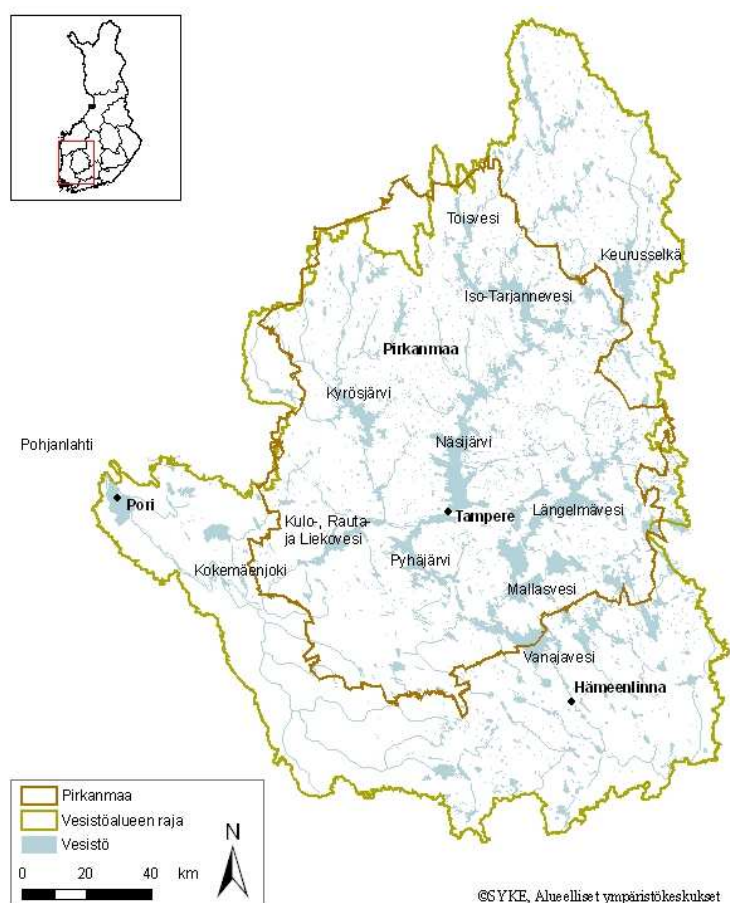 Toisvesi
Keurusselkä
Iso-Tarjannevesi
Pirkanmaa
Kyrösjärvi
Näsijärvi
Pohjanlahti
Pori
Tampere
Längelmävesi
Kulo-, Rauta-
ja Liekovesi
Pyhäjärvi
Kokemäenjoki
Mallasvesi
Vanajavesi
Hämeenlinna
Pirkanmaa
Vesistöalueen raja
Vesistö
N
0 20 40 km
©SYKE, Alueelliset ympäristökeskukset